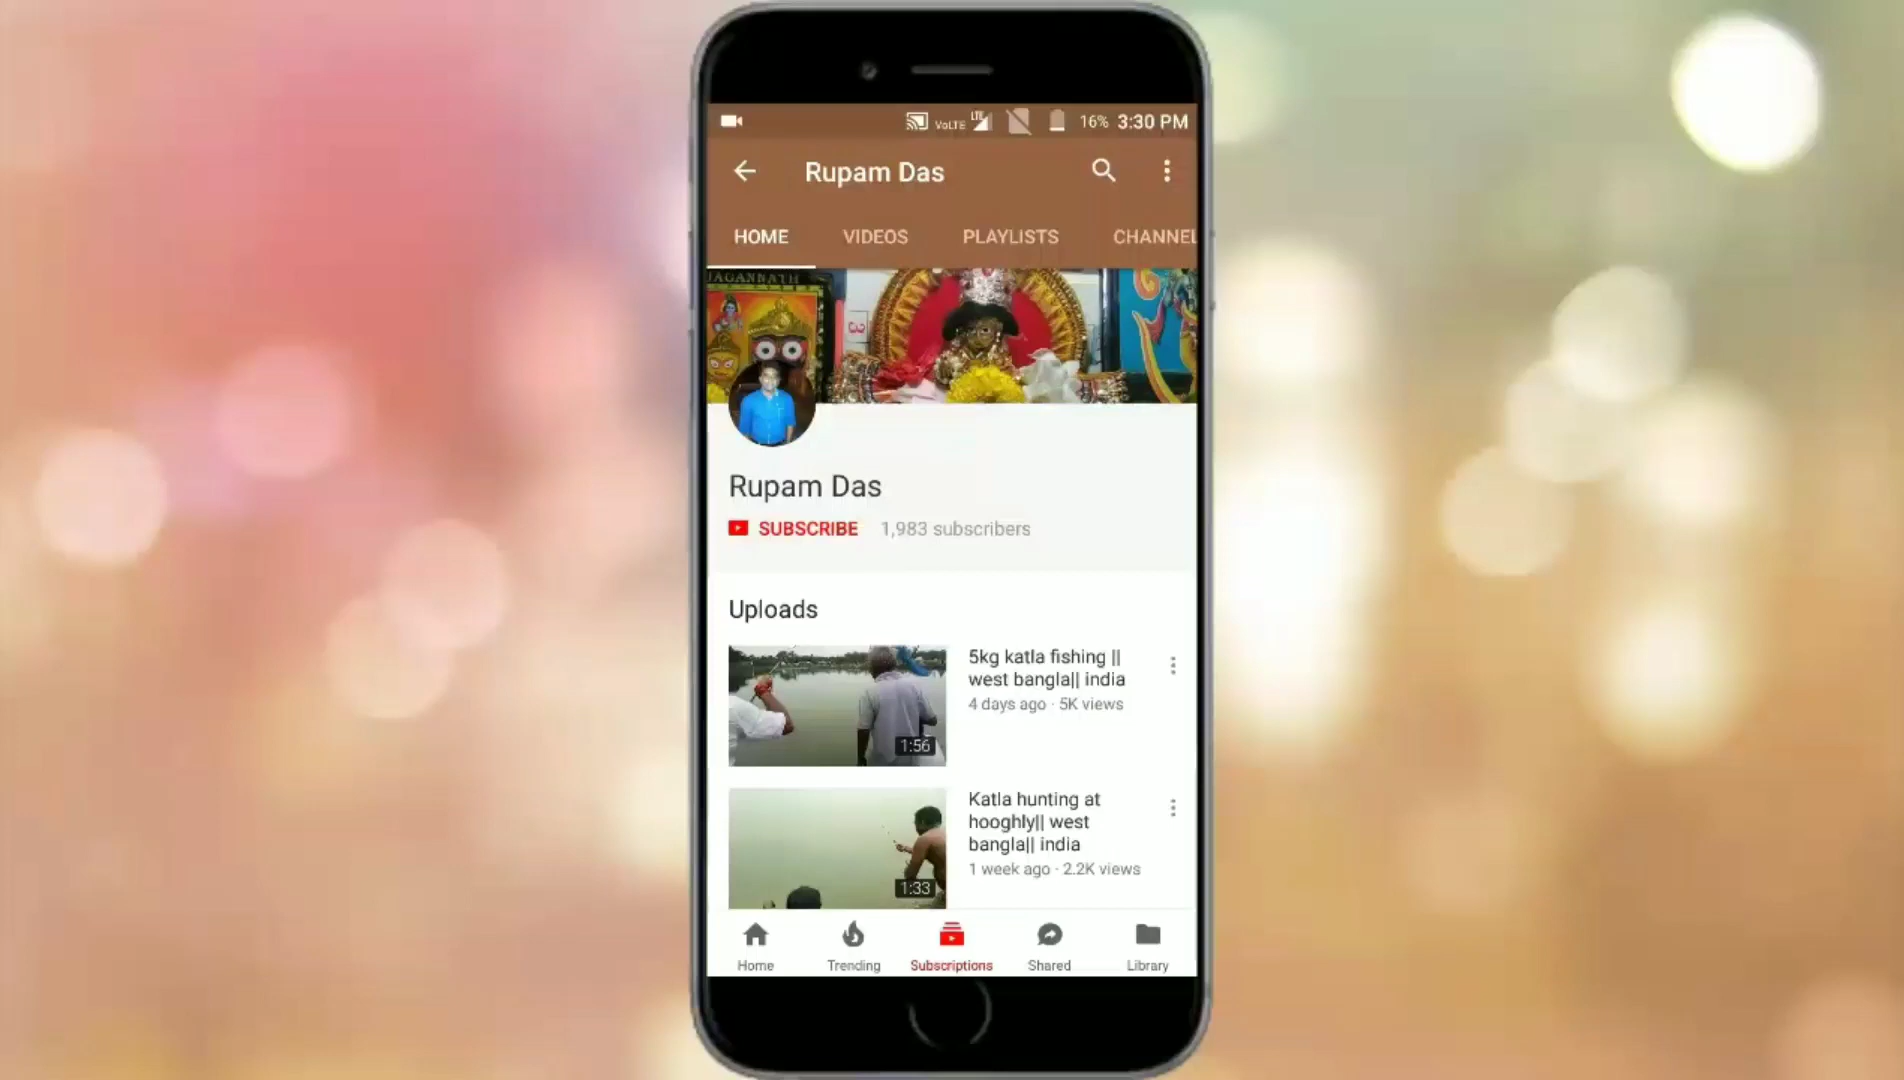 VoLTE LTE 16% 3:30 PM
Rupam Das
HOME VIDEOS PLAYLISTS CHANNEL
JAGANNATH
Rupam Das
SUBSCRIBE 1,983 subscribers
Uploads
5kg katla fishing ||
west bangla|| india
4 days ago · 5K views
1:56
Katla hunting at
hooghly|| west
bangla|| india
1 week ago · 2.2K views
1:33
Home Trending Subscriptions Shared Library